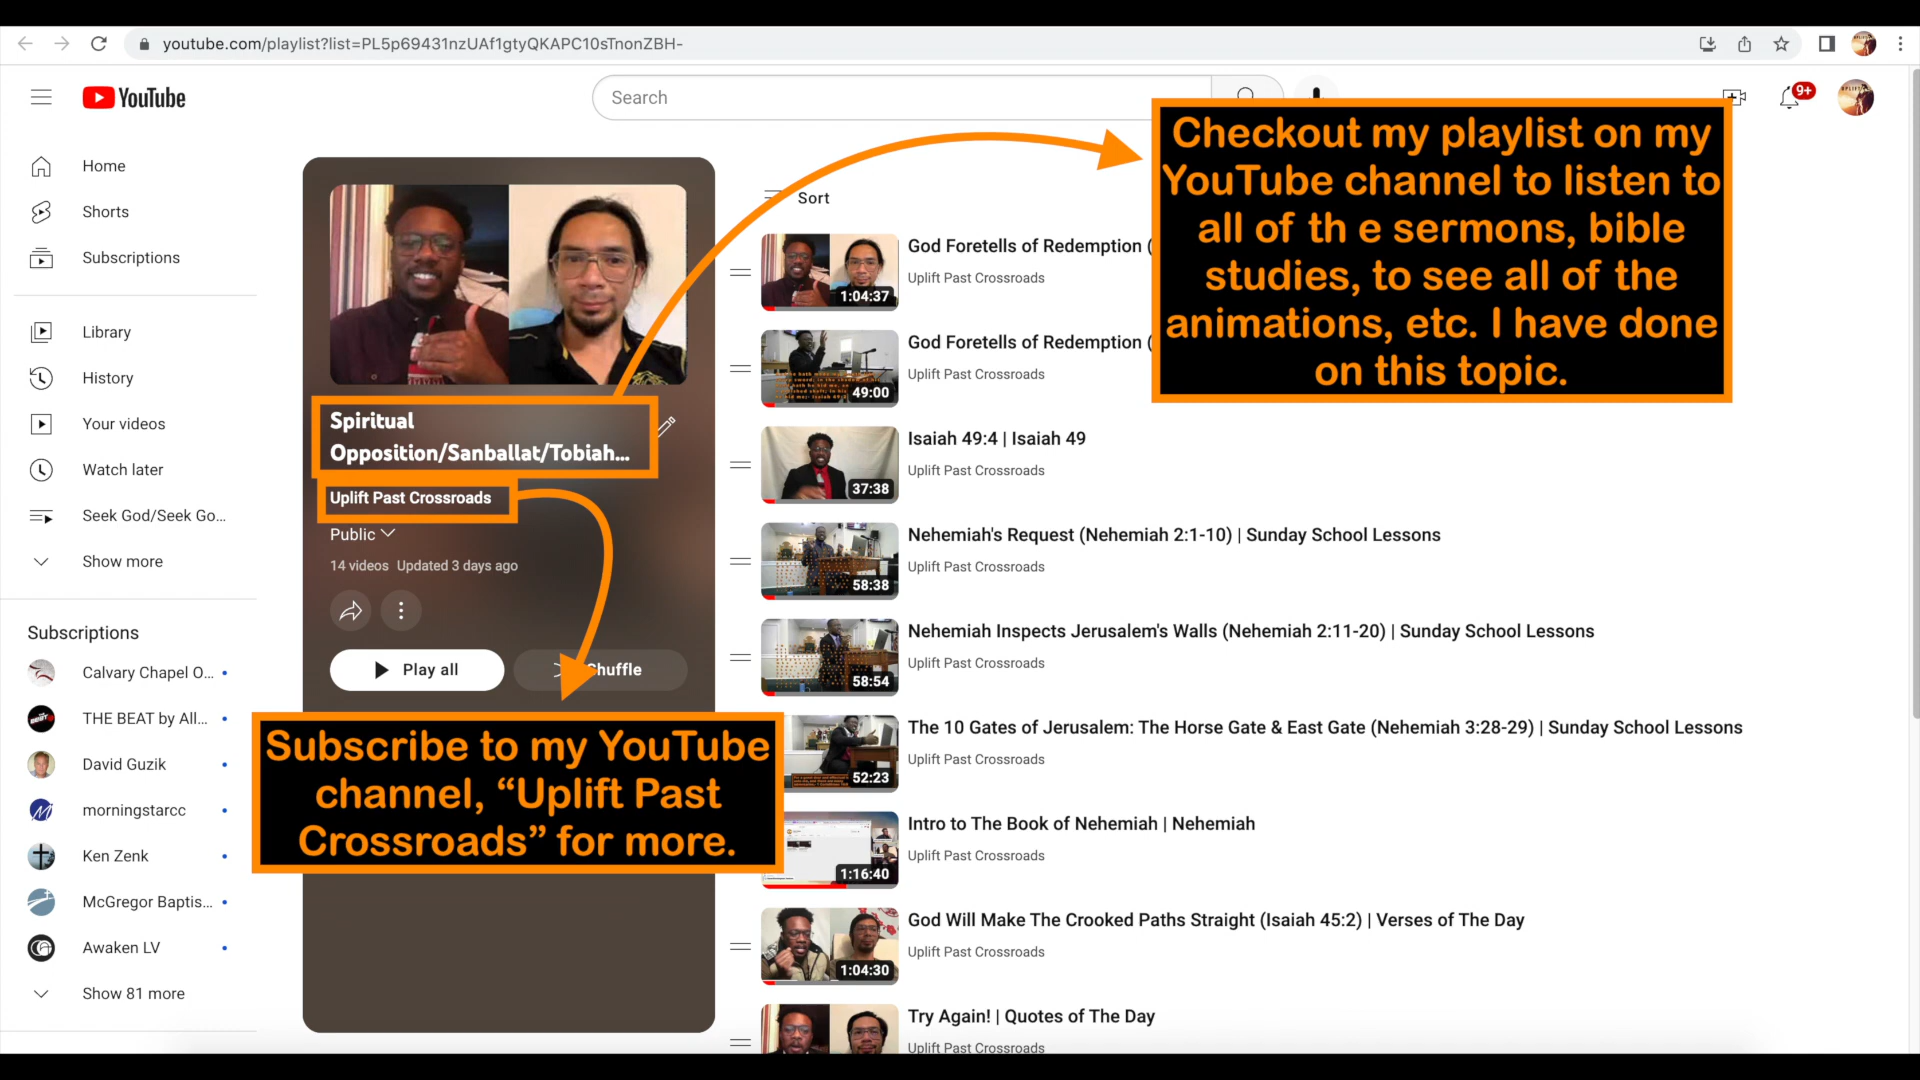 youtube.com/playlist?list=PL5p69431nzUAf1gtyQKAPC10sTnonZBH-
YouTube
Search
9+
Home
Shorts
Subscriptions
Library
History
Your videos
Watch later
Seek God/Seek Go...
Show more
Subscriptions
Calvary Chapel O...
THE BEAT by All...
David Guzik
morningstarcc
Ken Zenk
McGregor Baptis...
Awaken LV
Show 81 more
Spiritual
Opposition/Sanballat/Tobiah...
Uplift Past Crossroads
Public
14 videos Updated 3 days ago
Play all
Shuffle
Subscribe to my YouTube
channel, “Uplift Past
Crossroads” for more.
Checkout my playlist on my
YouTube channel to listen to
all of th e sermons, bible
studies, to see all of the
animations, etc. I have done
on this topic.
Sort
God Foretells of Redemption (
Uplift Past Crossroads
1:04:37
God Foretells of Redemption (
Uplift Past Crossroads
49:00
Isaiah 49:4 | Isaiah 49
Uplift Past Crossroads
37:38
Nehemiah's Request (Nehemiah 2:1-10) | Sunday School Lessons
Uplift Past Crossroads
58:38
Nehemiah Inspects Jerusalem's Walls (Nehemiah 2:11-20) | Sunday School Lessons
Uplift Past Crossroads
58:54
The 10 Gates of Jerusalem: The Horse Gate & East Gate (Nehemiah 3:28-29) | Sunday School Lessons
Uplift Past Crossroads
52:23
Intro to The Book of Nehemiah | Nehemiah
Uplift Past Crossroads
1:16:40
God Will Make The Crooked Paths Straight (Isaiah 45:2) | Verses of The Day
Uplift Past Crossroads
1:04:30
Try Again! | Quotes of The Day
Uplift Past Crossroads